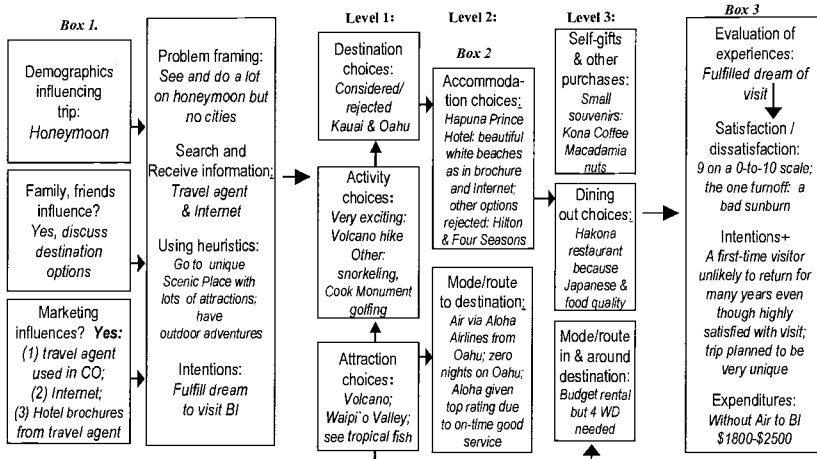 Box 1.
Demographics
influencing
trip:
Honeymoon
Family, friends
influence?
Yes, discuss
destination
options
Marketing
influences? Yes:
(1) travel agent
used in CO;
(2) Internet;
(3) Hotel brochures
from travel agent
Problem framing:
See and do a lot
on honeymoon but
no cities
Search and
Receive information:
Travel agent
& Internet
Using heuristics:
Go to unique
Scenic Place with
lots of attractions;
have
outdoor adventures
Intentions:
Fulfill dream
to visit BI
Level 1:
Destination
choices:
Considered/
rejected
Kauai & Oahu
Activity
choices:
Very exciting:
Volcano hike
Other:
snorkeling,
Cook Monument
golfing
Attraction
choices:
Volcano;
Waipi`o Valley;
see tropical fish
Level 2:
Box 2
Accommoda-
tion choices:
Hapuna Prince
Hotel: beautiful
white beaches
as in brochure
and Internet;
other options
rejected: Hilton
& Four Seasons
Mode/route
to destination:
Air via Aloha
Airlines from
Oahu; zero
nights on Oahu;
Aloha given
top rating due
to on-time good
service
Level 3:
Self-gifts
& other
purchases:
Small
souvenirs:
Kona Coffee
Macadamia
nuts
Dining
out choices:
Hakona
restaurant
because
Japanese &
food quality
Mode/route
in & around
destination:
Budget rental
but 4 WD
needed
Box 3
Evaluation of
experiences:
Fulfilled dream of
visit
Satisfaction /
dissatisfaction:
9 on a 0-to-10 scale;
the one turnoff: a
bad sunburn
Intentions+
A first-time visitor
unlikely to return for
many years even
though highly
satisfied with visit;
trip planned to be
very unique
Expenditures:
Without Air to BI
$1800-$2500